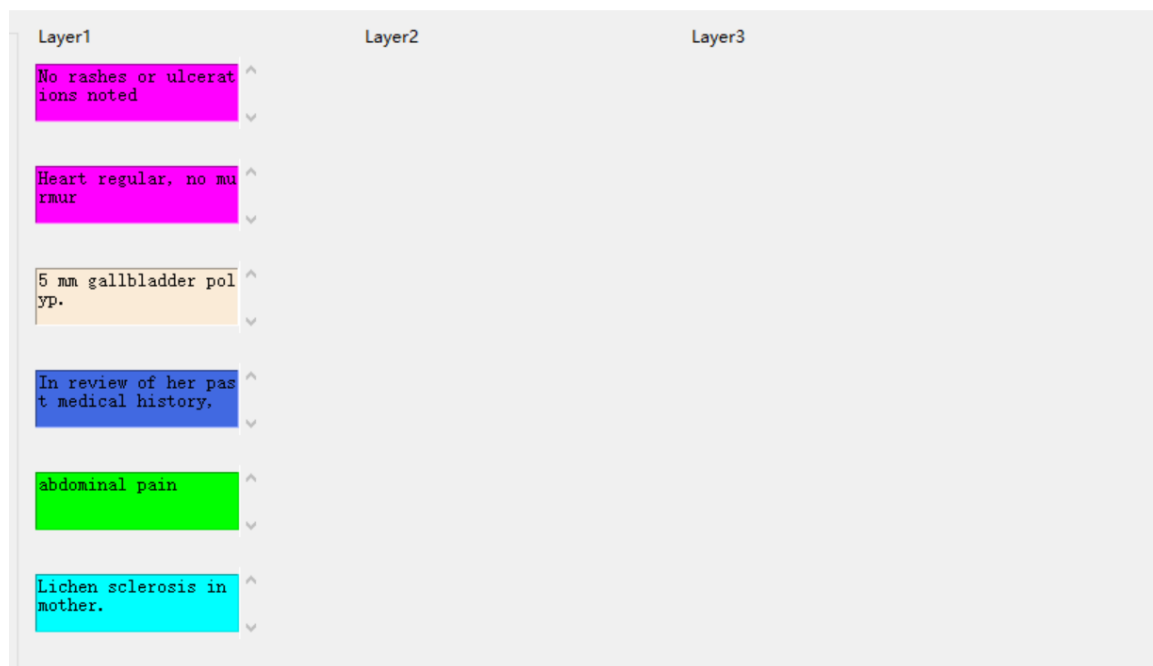 Layer1 Layer2 Layer3
No rashes or ulcerat
ions noted
Heart regular, no mu
rmur
5 mm gallbladder pol
yp.
In review of her pas
t medical history,
abdominal pain
Lichen sclerosis in
mother.